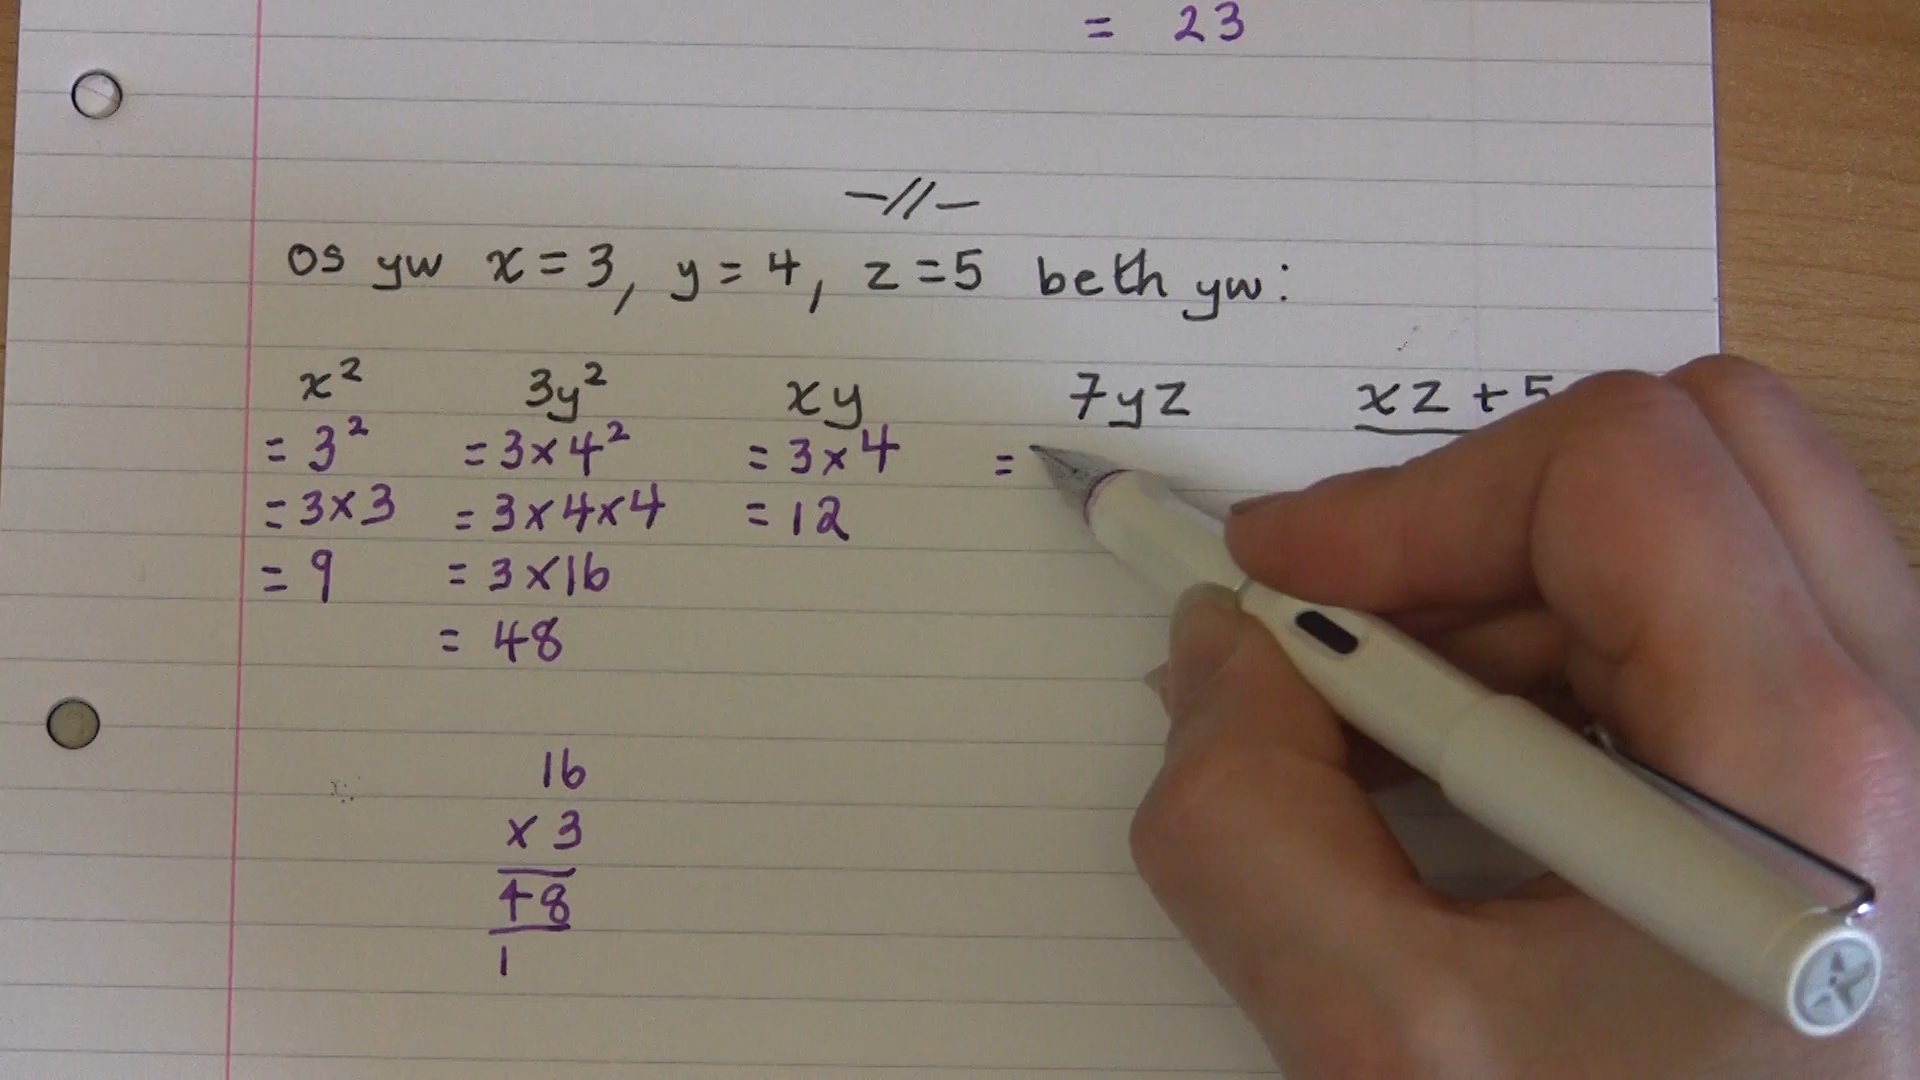 = 23
—//—
Os yw x = 3, y = 4, z = 5 beth yw:
x² 3y² xy 7yz xz + 5
= 3² = 3 × 4² = 3 × 4 =
= 3 × 3 = 3 × 4 × 4 = 12
= 9 = 3 × 16
= 48
16
× 3
48
1